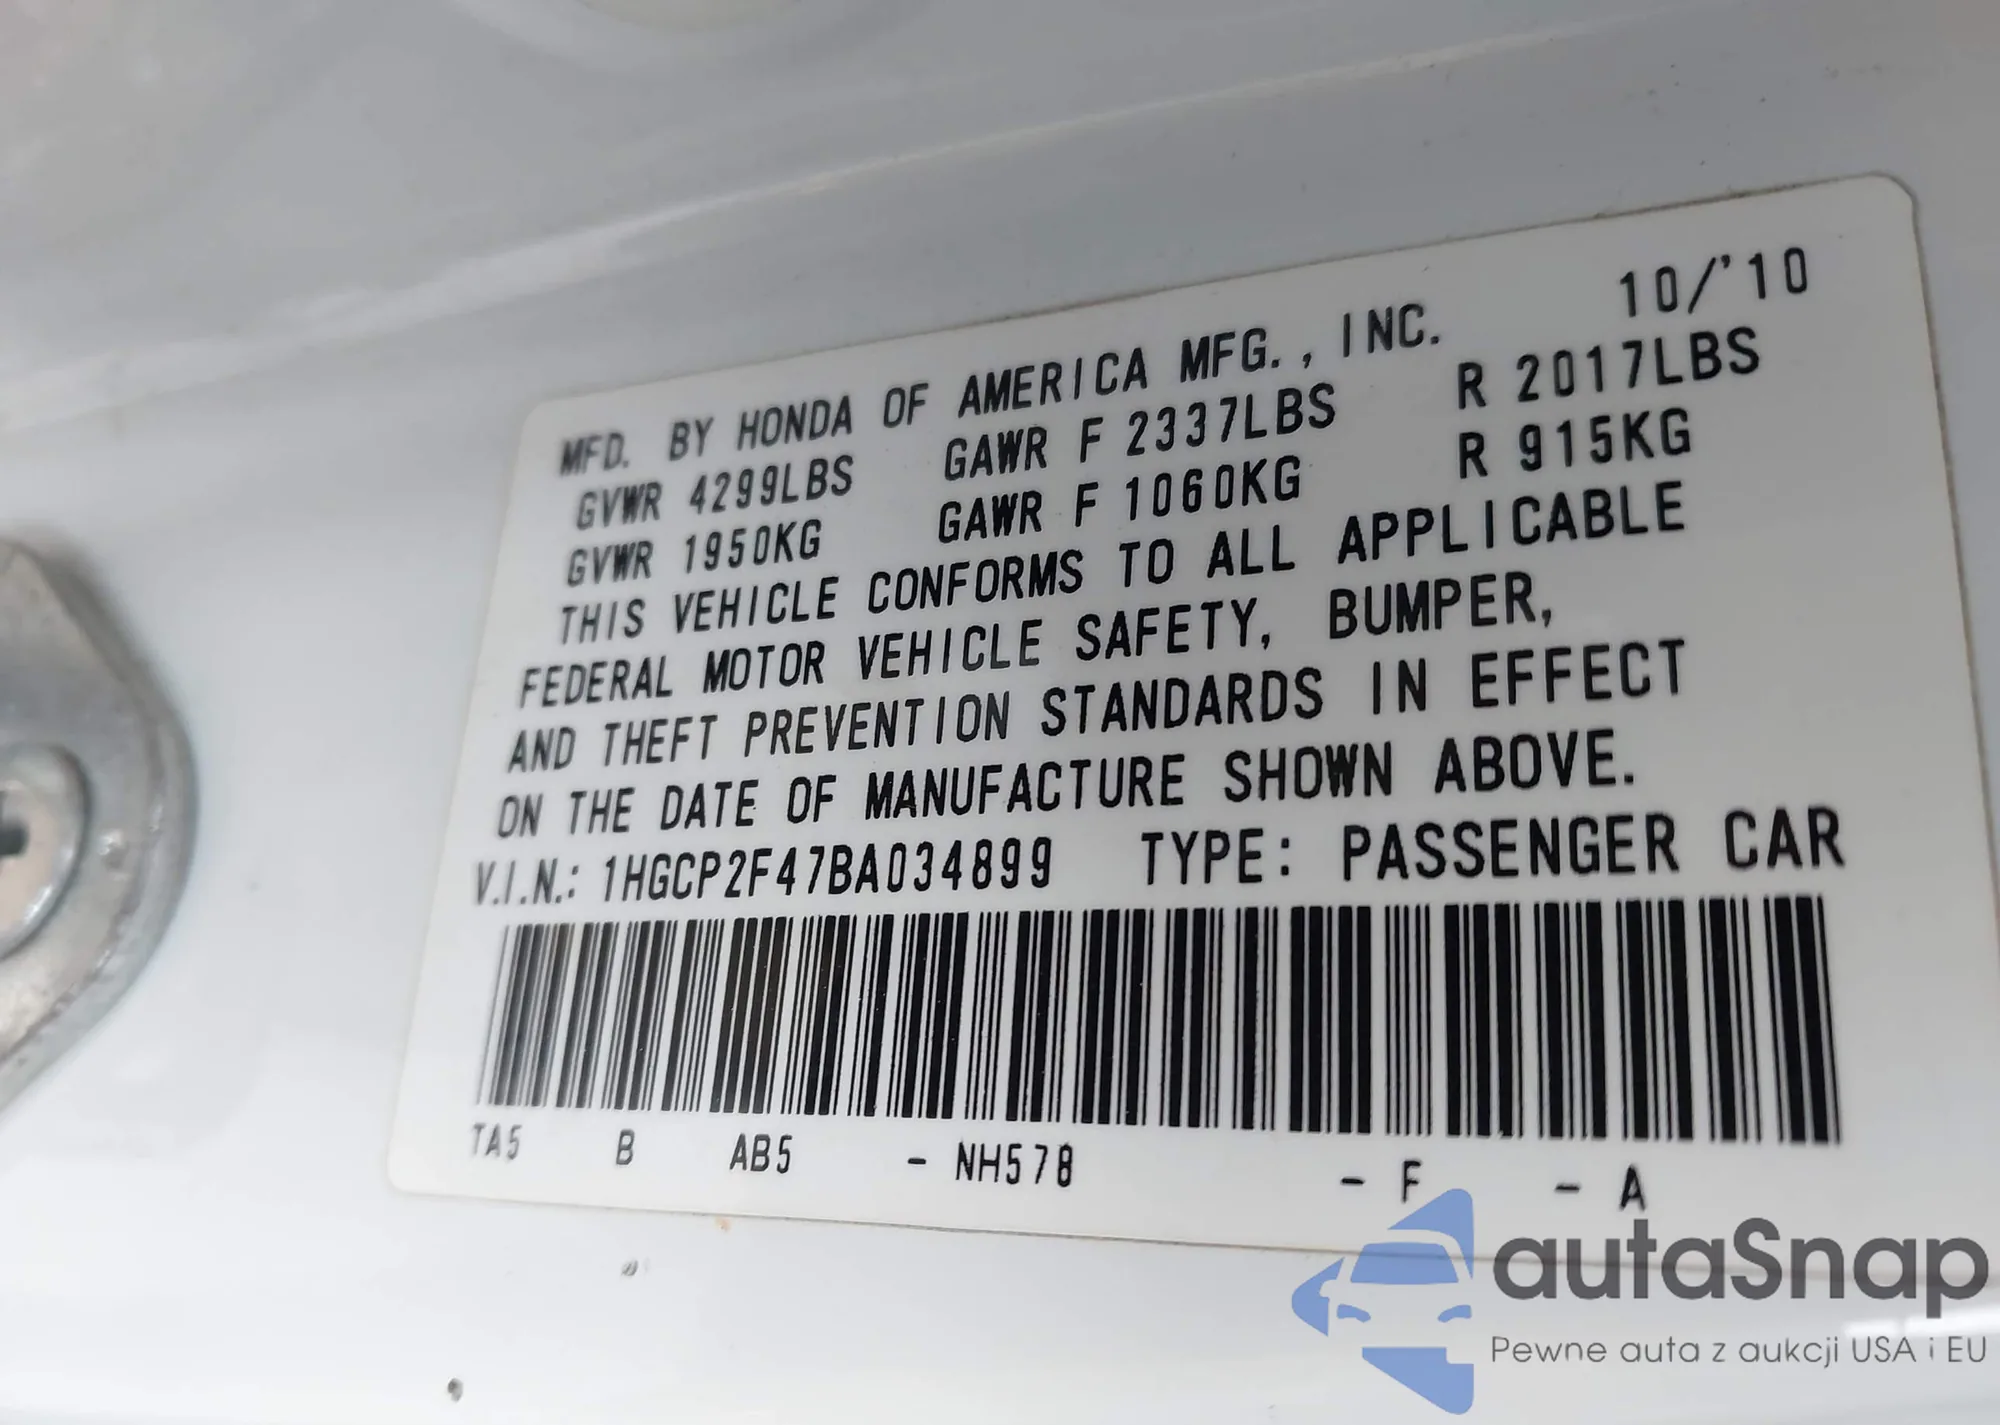 MFD. BY HONDA OF AMERICA MFG., INC. 10/'10
GVWR 4299LBS GAWR F 2337LBS R 2017LBS
GVWR 1950KG GAWR F 1060KG R 915KG
THIS VEHICLE CONFORMS TO ALL APPLICABLE
FEDERAL MOTOR VEHICLE SAFETY, BUMPER,
AND THEFT PREVENTION STANDARDS IN EFFECT
ON THE DATE OF MANUFACTURE SHOWN ABOVE.
V.I.N.: 1HGCP2F47BA034899 TYPE: PASSENGER CAR
TA5 B AB5 - NH578 - F - A
autaSnap
Pewne auta z aukcji USA i EU